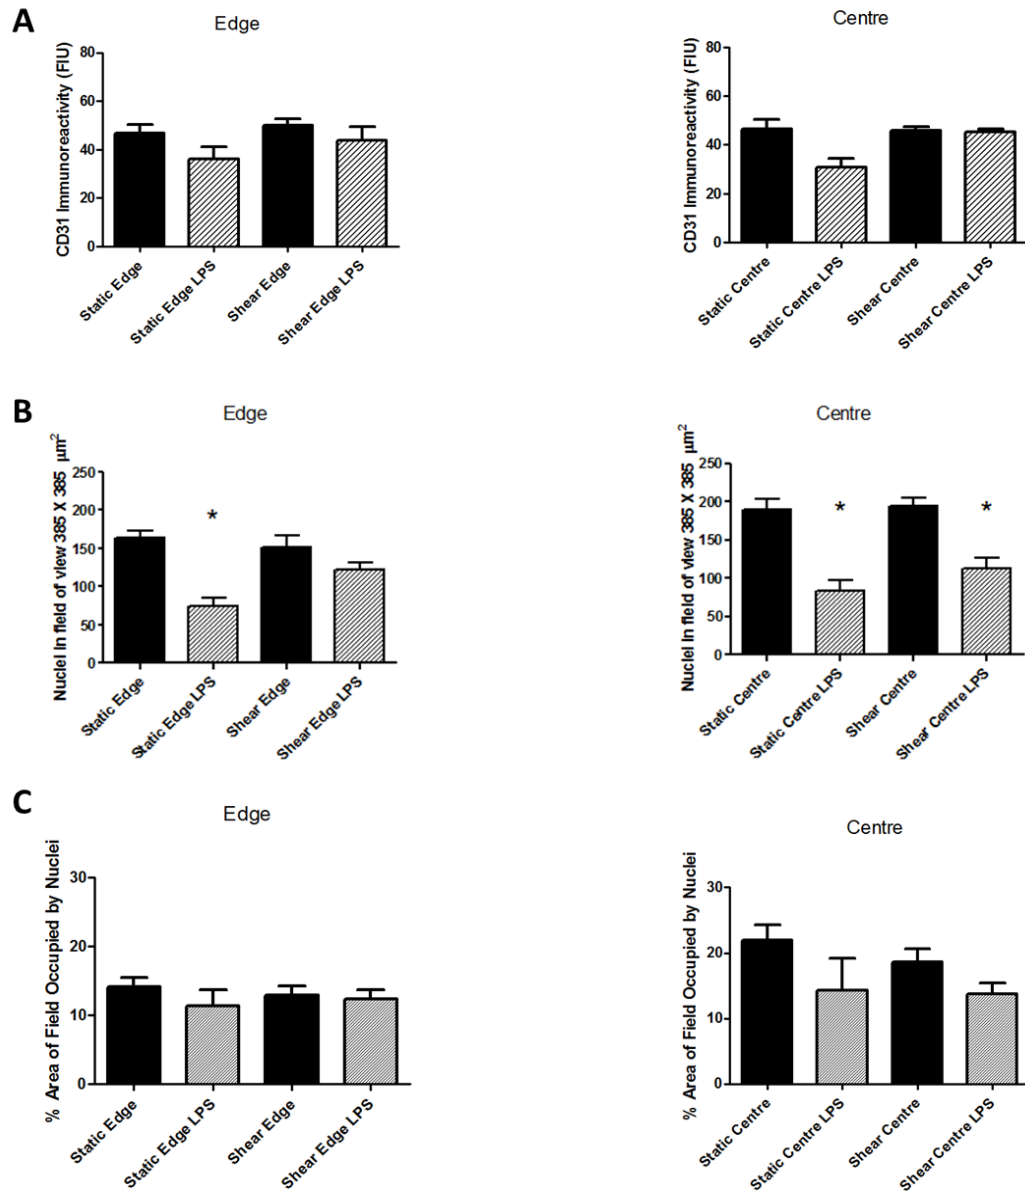 A
Edge
CD31 Immunoreactivity (FIU)
80
60
40
20
0
Static Edge
Static Edge LPS
Shear Edge
Shear Edge LPS
Centre
CD31 Immunoreactivity (FIU)
80
60
40
20
0
Static Centre
Static Centre LPS
Shear Centre
Shear Centre LPS
B
Edge
Nuclei in field of view 385 X 385 µm²
250
200
150
100
50
0
*
Static Edge
Static Edge LPS
Shear Edge
Shear Edge LPS
Centre
Nuclei in field of view 385 X 385 µm²
250
200
150
100
50
0
*
*
Static Centre
Static Centre LPS
Shear Centre
Shear Centre LPS
C
Edge
% Area of Field Occupied by Nuclei
30
20
10
0
Static Edge
Static Edge LPS
Shear Edge
Shear Edge LPS
Centre
% Area of Field Occupied by Nuclei
30
20
10
0
Static Centre
Static Centre LPS
Shear Centre
Shear Centre LPS